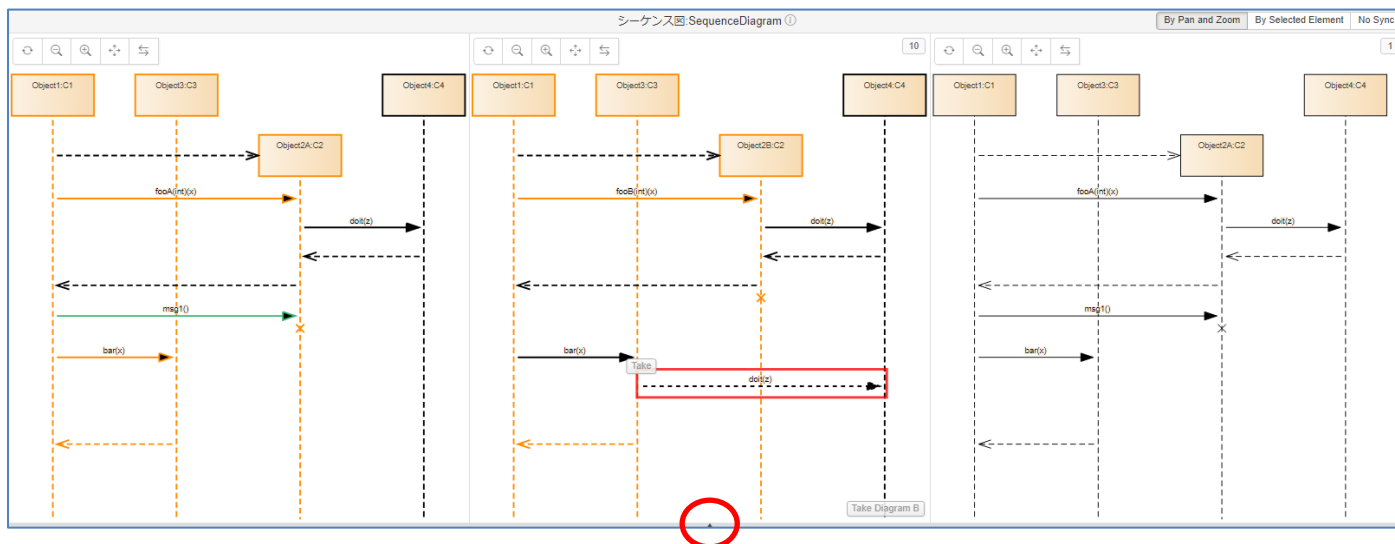 シーケンス図:SequenceDiagram
By Pan and Zoom By Selected Element No Sync
10
1
Object1:C1 Object3:C3 Object4:C4 Object1:C1 Object3:C3 Object4:C4 Object1:C1 Object3:C3 Object4:C4
Object2A:C2 Object2B:C2 Object2A:C2
fooA(int)(x) fooB(int)(x) fooA(int)(x)
doit(z) doit(z) doit(z)
msg1() msg1()
bar(x) bar(x) bar(x)
Take
doit(z)
Take Diagram B